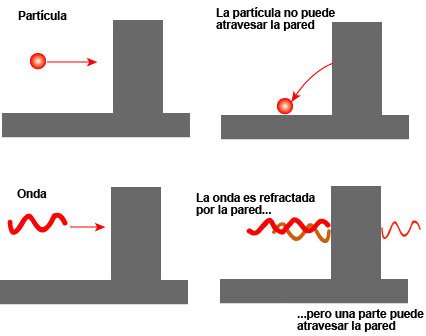 Partícula
La partícula no puede
atravesar la pared
Onda
La onda es refractada
por la pared...
...pero una parte puede
atravesar la pared